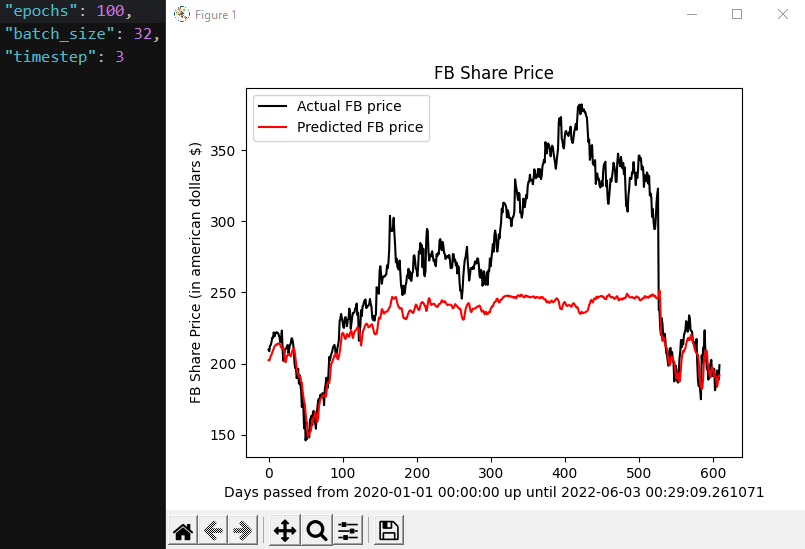 "epochs": 100,
"batch_size": 32,
"timestep": 3
Figure 1
FB Share Price
Actual FB price
Predicted FB price
FB Share Price (in american dollars $)
350
300
250
200
150
0 100 200 300 400 500 600
Days passed from 2020-01-01 00:00:00 up until 2022-06-03 00:29:09.261071